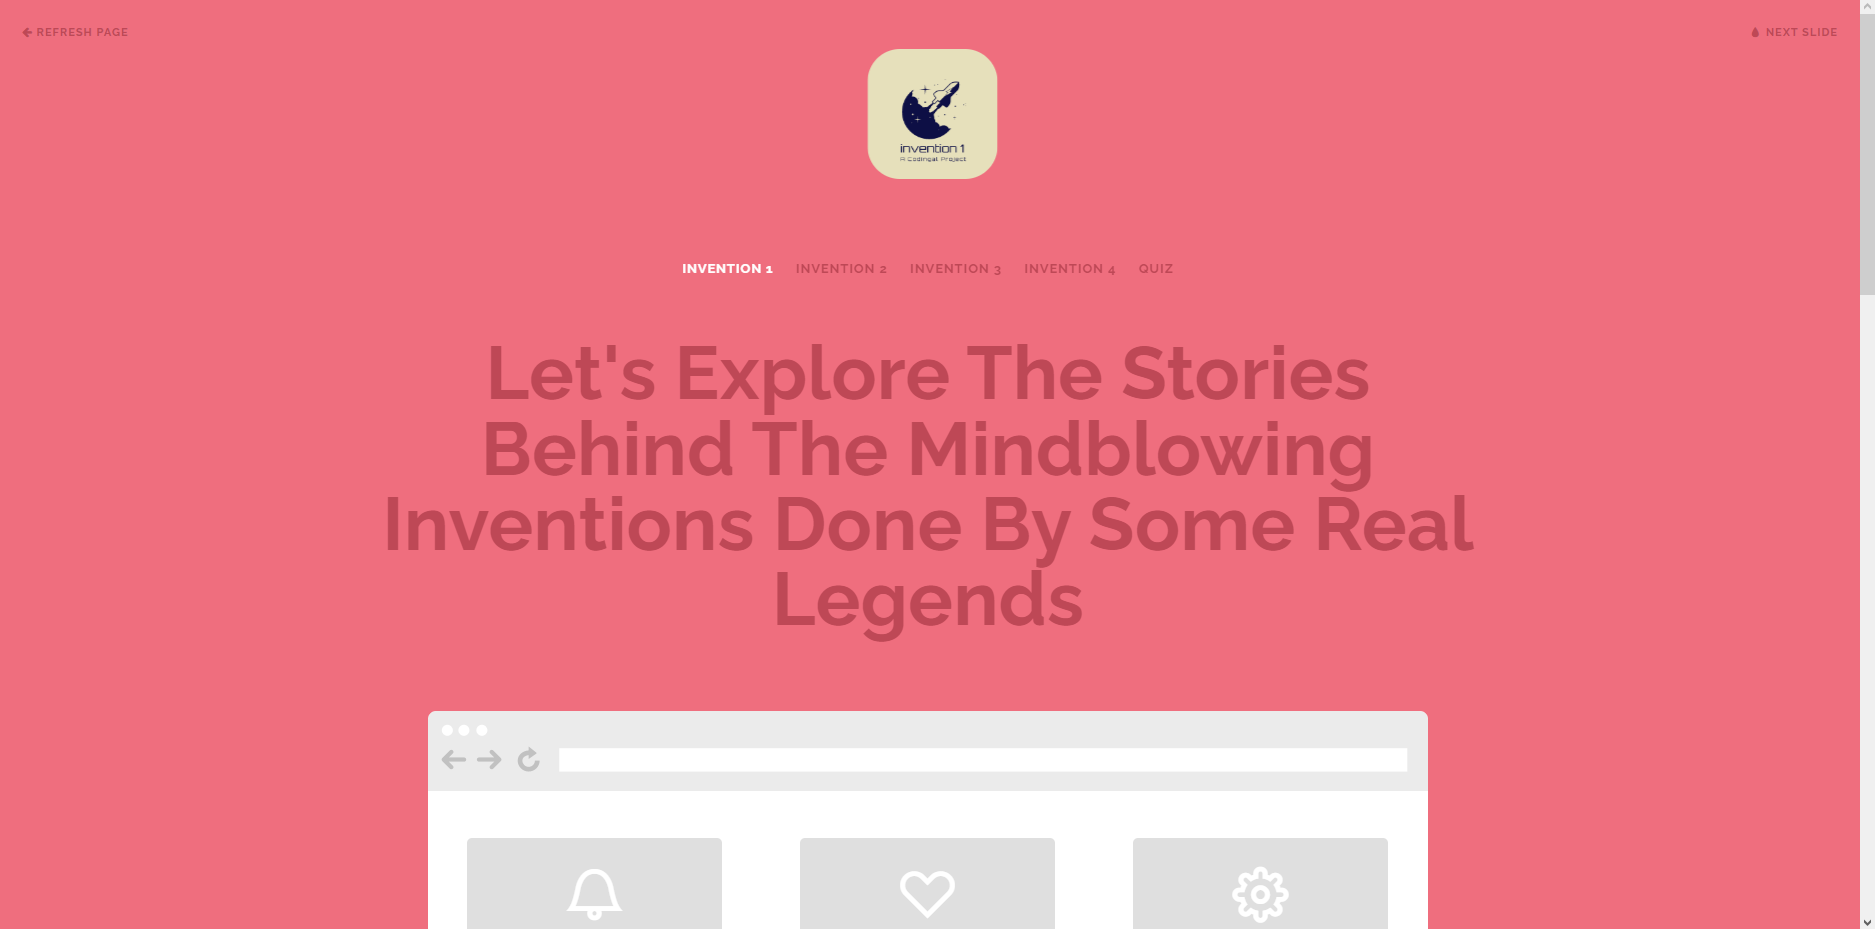 REFRESH PAGE
NEXT SLIDE
invention 1
A Codingal Project
INVENTION 1 INVENTION 2 INVENTION 3 INVENTION 4 QUIZ
Let's Explore The Stories
Behind The Mindblowing
Inventions Done By Some Real
Legends